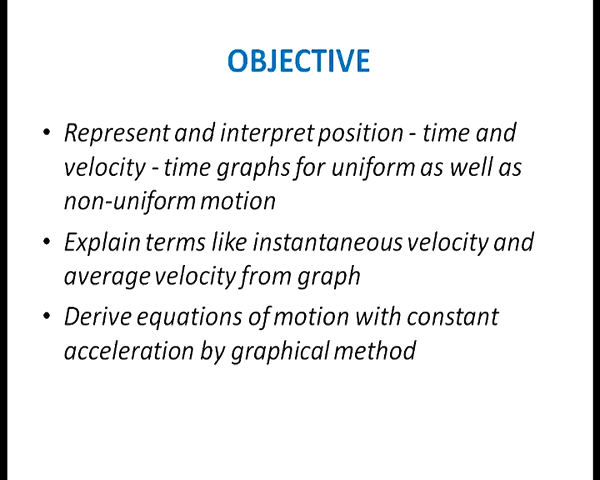 OBJECTIVE
• Represent and interpret position - time and
velocity - time graphs for uniform as well as
non-uniform motion
• Explain terms like instantaneous velocity and
average velocity from graph
• Derive equations of motion with constant
acceleration by graphical method